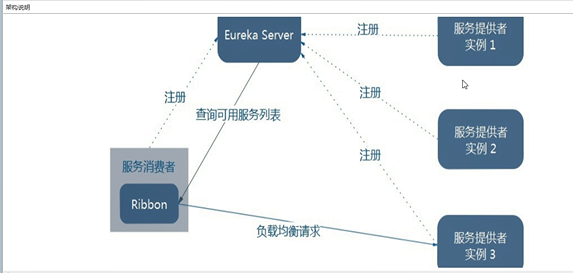 架构说明
Eureka Server
注册
服务提供者
实例 1
注册
注册
查询可用服务列表
服务提供者
实例 2
注册
服务消费者
Ribbon
负载均衡请求
服务提供者
实例 3